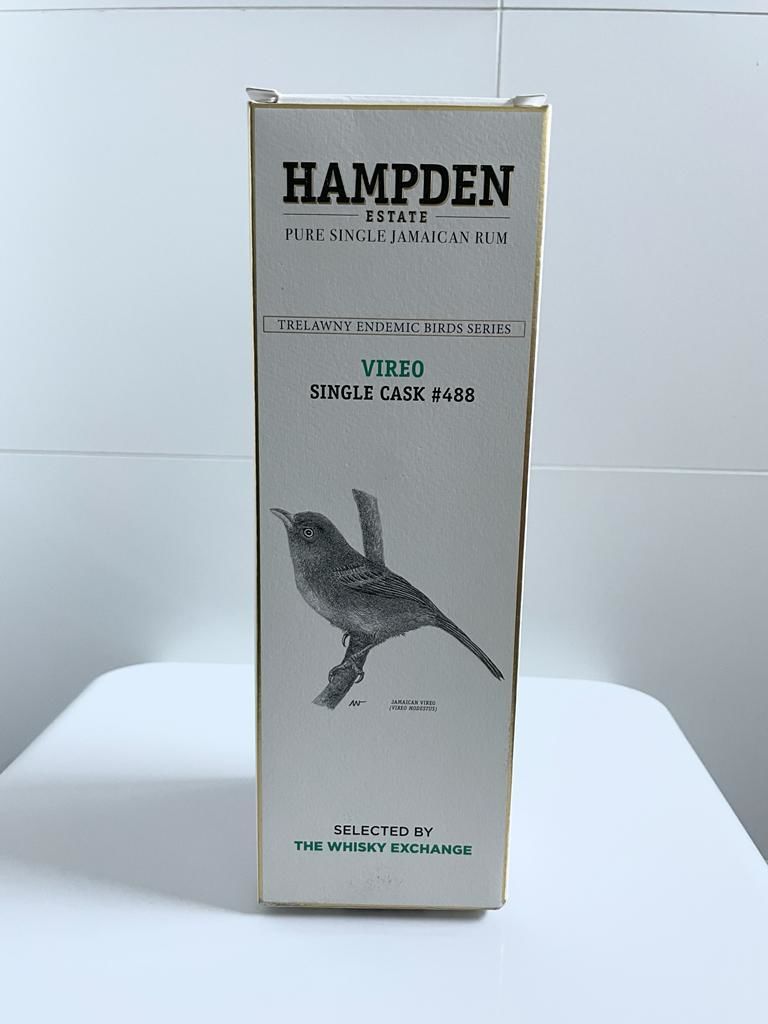 HAMPDEN
ESTATE
PURE SINGLE JAMAICAN RUM
TRELAWNY ENDEMIC BIRDS SERIES
VIREO
SINGLE CASK #488
JAMAICAN VIREO
(VIREO MODESTUS)
SELECTED BY
THE WHISKY EXCHANGE